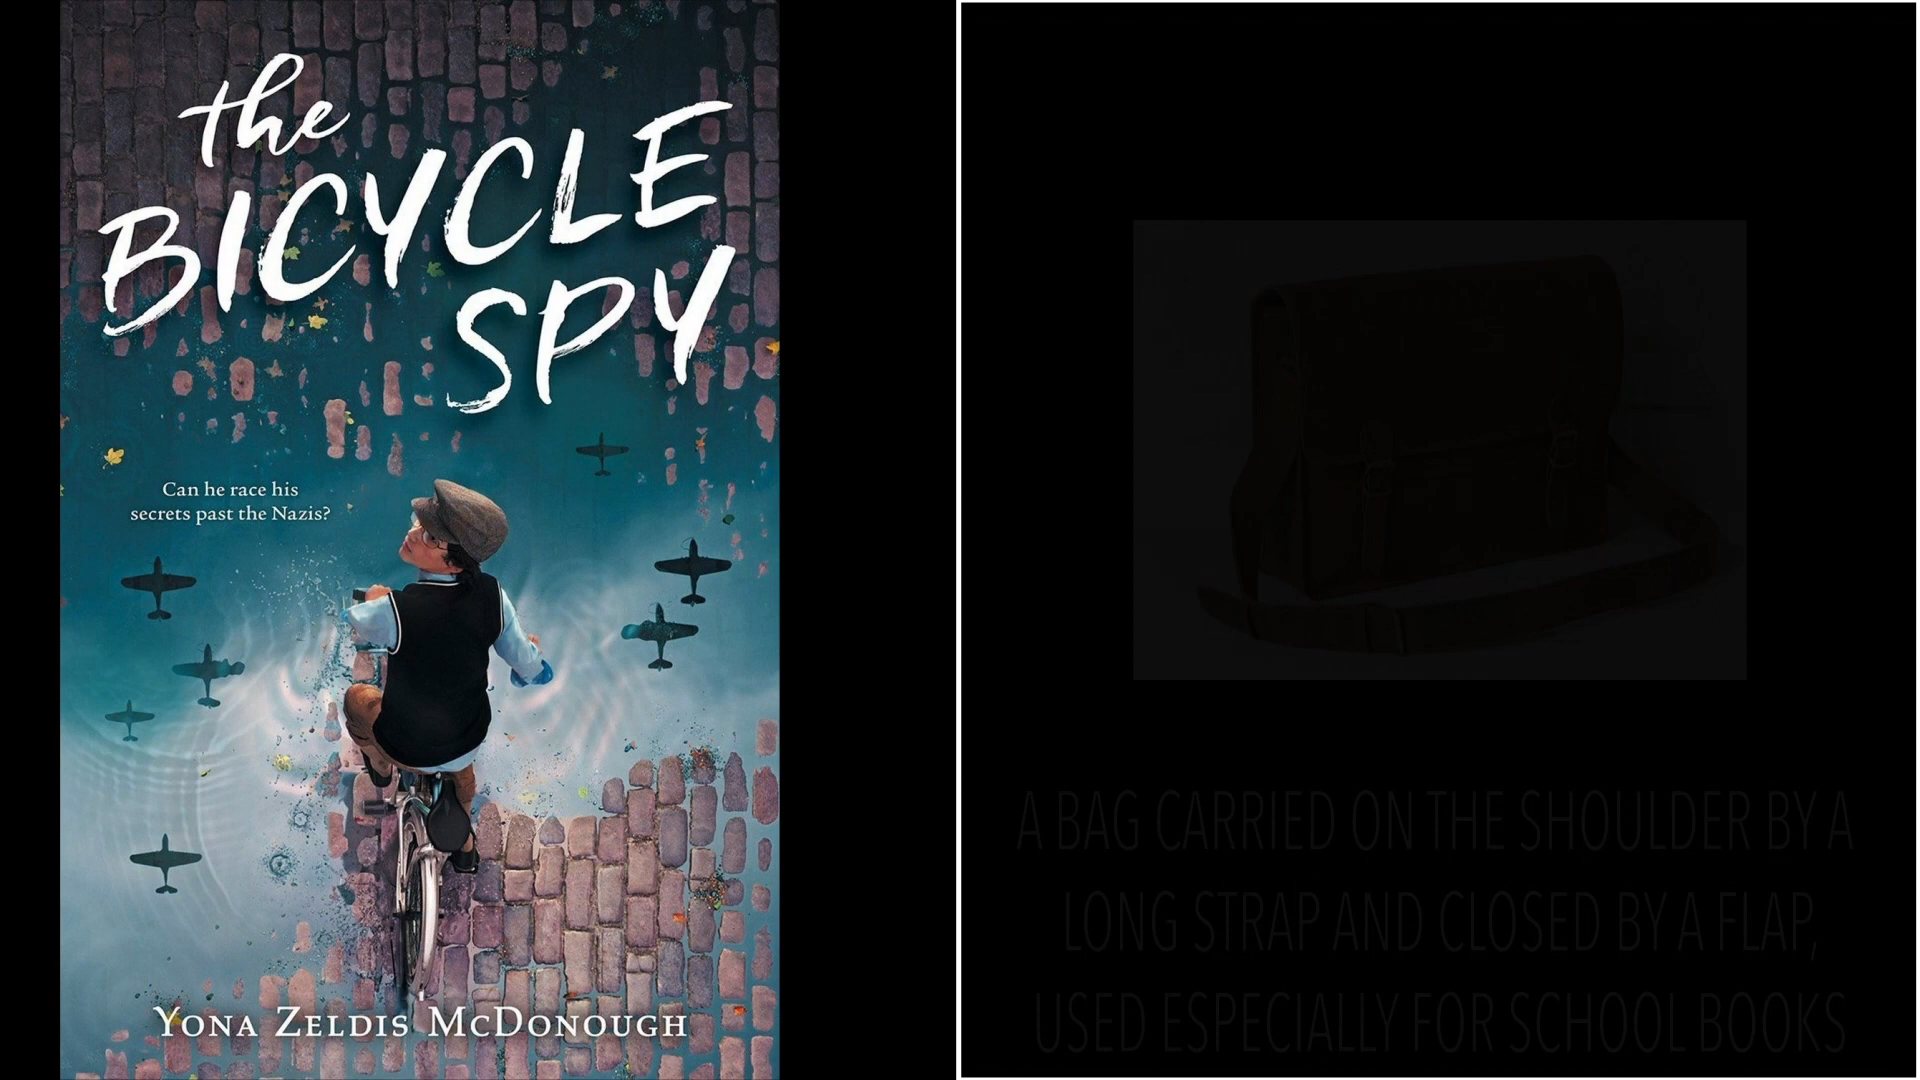 the
BICYCLE
SPY
Can he race his
secrets past the Nazis?
YONA ZELDIS MCDONOUGH
A BAG CARRIED ON THE SHOULDER BY A
LONG STRAP AND CLOSED BY A FLAP,
USED ESPECIALLY FOR SCHOOL BOOKS